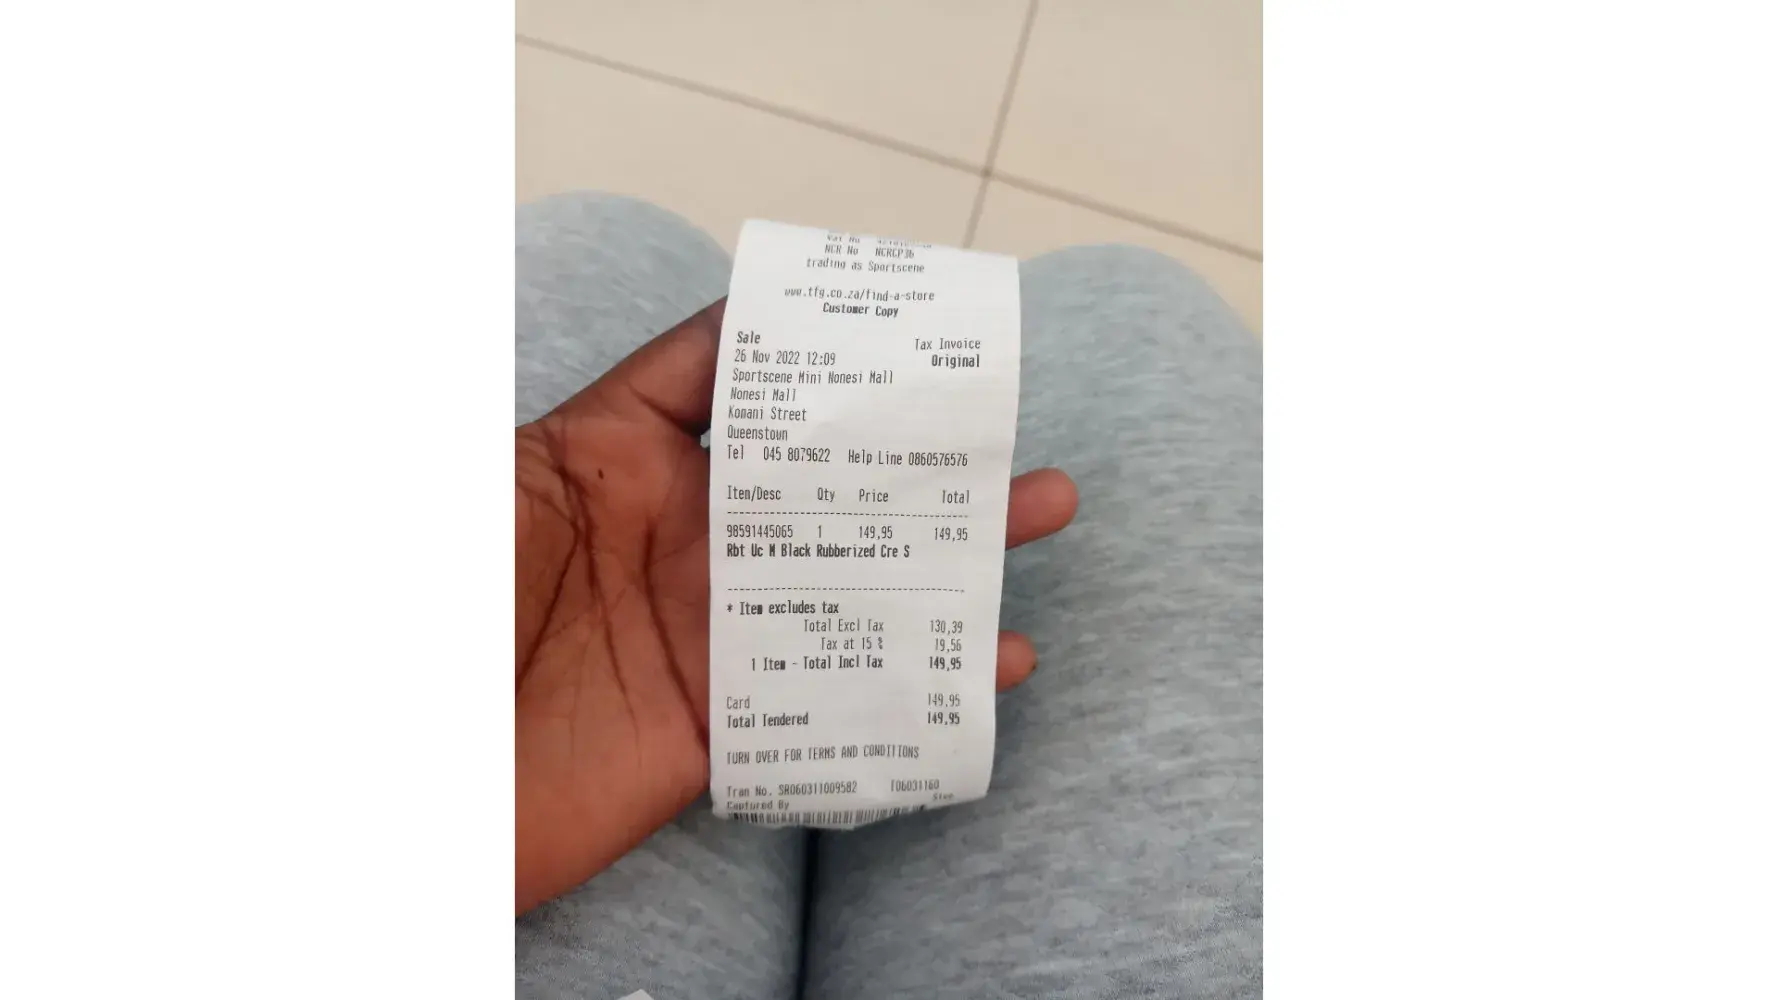 NCR No NCRCP36
trading as Sportscene
www.tfg.co.za/find-a-store
Customer Copy
Sale Tax Invoice
26 Nov 2022 12:09 Original
Sportscene Mini Nonesi Mall
Nonesi Mall
Komani Street
Queenstown
Tel 045 8079622 Help Line 0860576576
Item/Desc Qty Price Total
98591445065 1 149,95 149,95
Rbt Uc M Black Rubberized Cre S
* Item excludes tax
Total Excl Tax 130,39
Tax at 15 % 19,56
1 Item - Total Incl Tax 149,95
Card 149,95
Total Tendered 149,95
TURN OVER FOR TERMS AND CONDITIONS
Tran No. SR060311009582 T06031160
Captured By